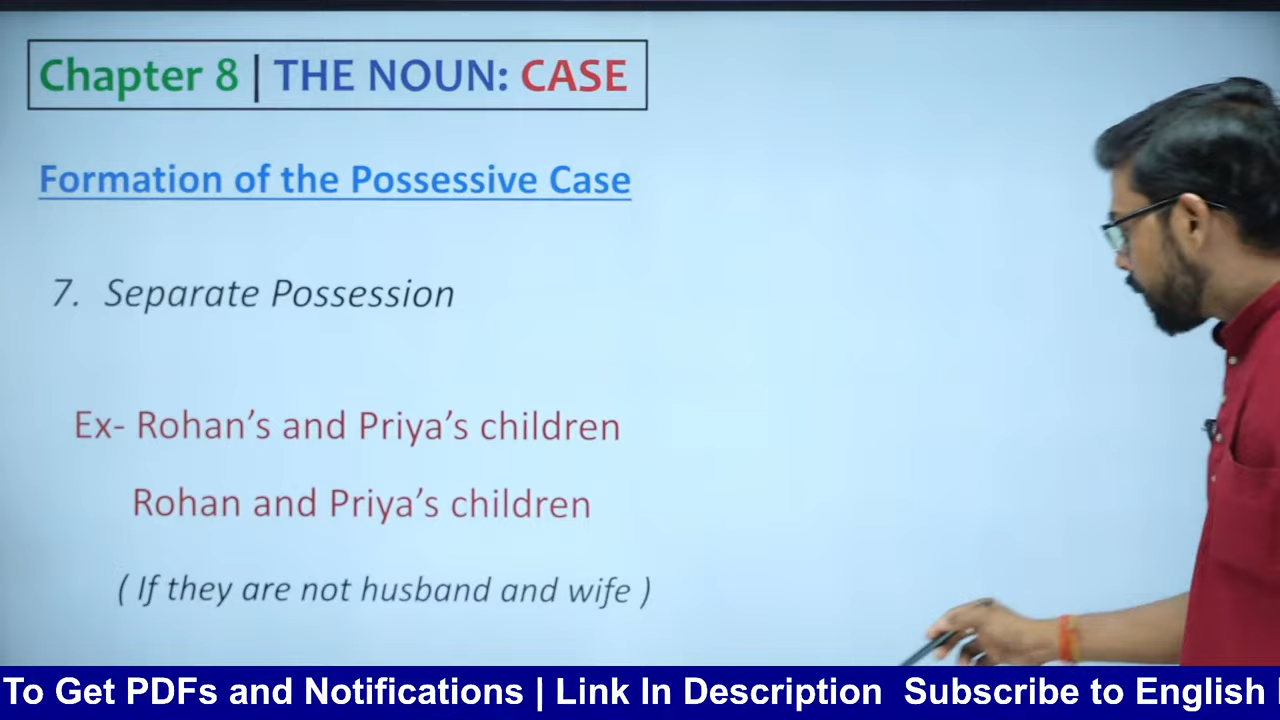 Chapter 8 | THE NOUN: CASE
Formation of the Possessive Case
7. Separate Possession
Ex- Rohan’s and Priya’s children
Rohan and Priya’s children
( If they are not husband and wife )
To Get PDFs and Notifications | Link In Description Subscribe to English